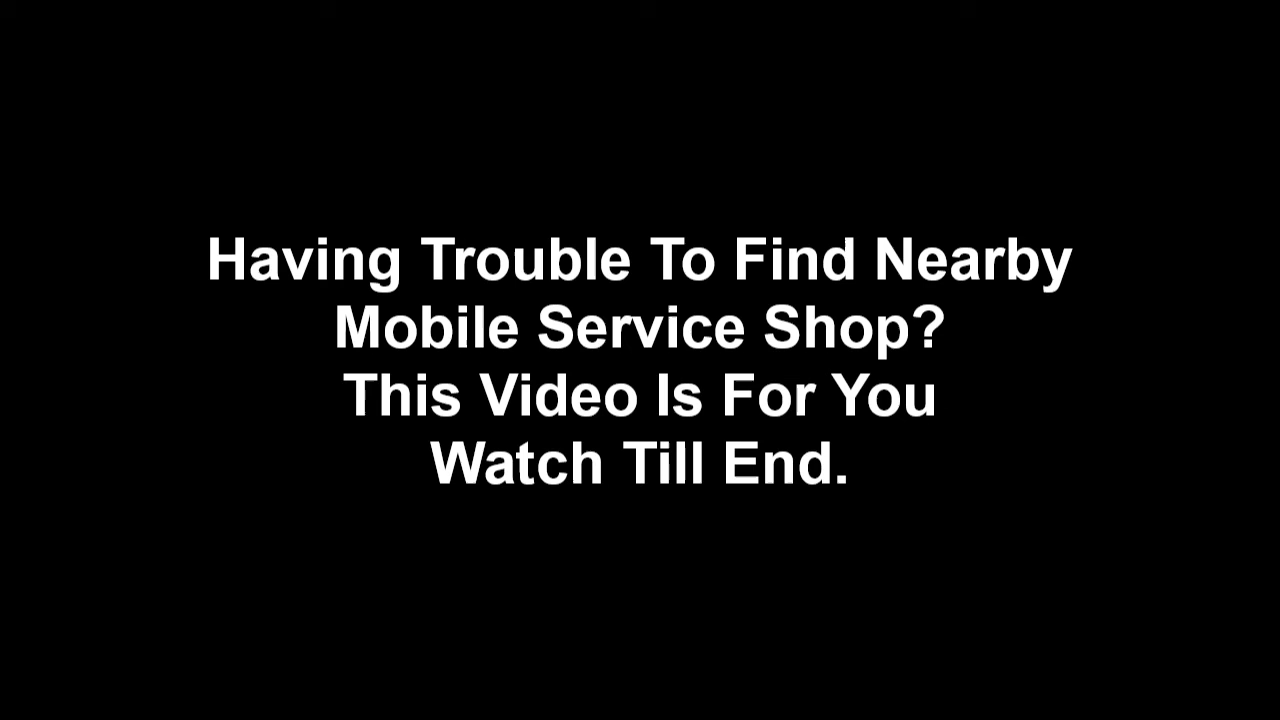 Having Trouble To Find Nearby
Mobile Service Shop?
This Video Is For You
Watch Till End.